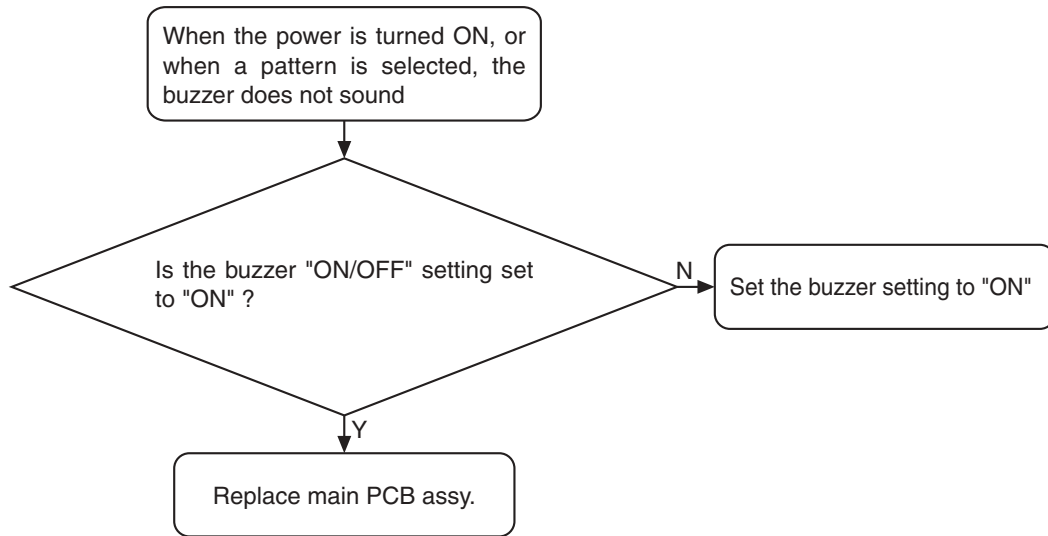 When the power is turned ON, or
when a pattern is selected, the
buzzer does not sound
Is the buzzer "ON/OFF" setting set
to "ON" ?
N
Set the buzzer setting to "ON"
Y
Replace main PCB assy.